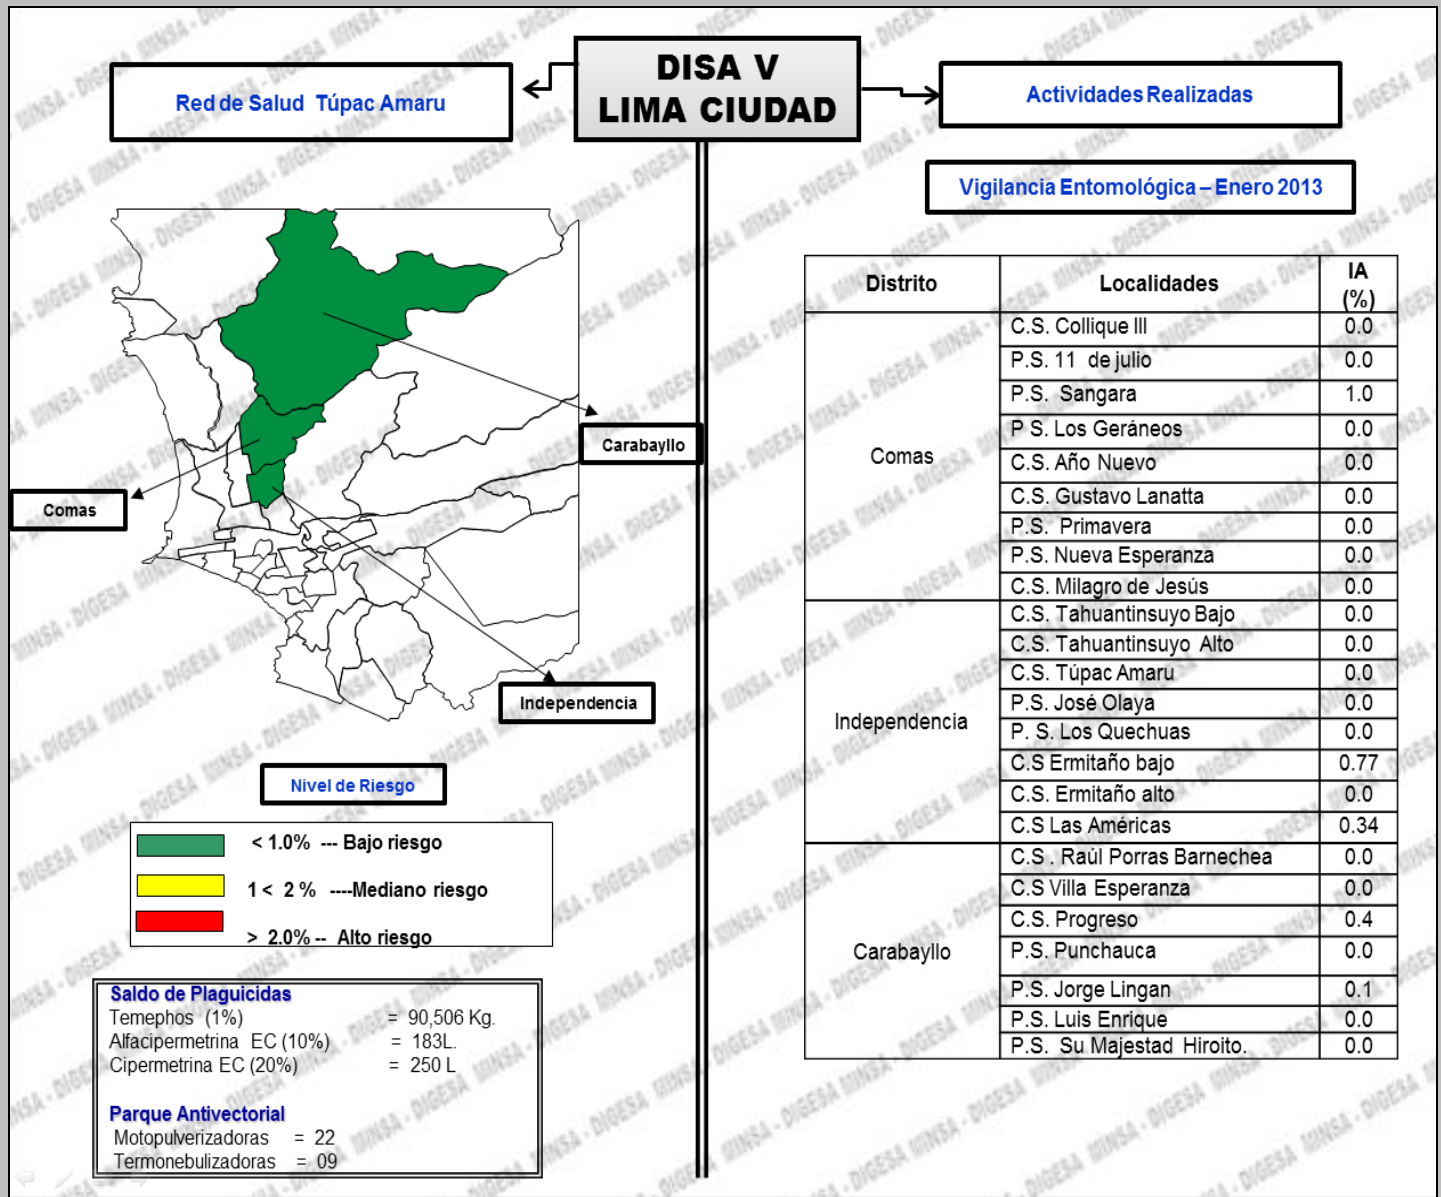 DISA V
LIMA CIUDAD
Red de Salud Túpac Amaru
Actividades Realizadas
Vigilancia Entomológica – Enero 2013
Carabayllo
Comas
Independencia
Nivel de Riesgo
< 1.0% --- Bajo riesgo
1 < 2 % ----Mediano riesgo
> 2.0% -- Alto riesgo
Saldo de Plaguicidas
Temephos (1%) = 90,506 Kg.
Alfacipermetrina EC (10%) = 183L.
Cipermetrina EC (20%) = 250 L
Parque Antivectorial
Motopulverizadoras = 22
Termonebulizadoras = 09
Distrito Localidades IA (%)
Comas
C.S. Collique III 0.0
P.S. 11 de julio 0.0
P.S. Sangara 1.0
P S. Los Geráneos 0.0
C.S. Año Nuevo 0.0
C.S. Gustavo Lanatta 0.0
P.S. Primavera 0.0
P.S. Nueva Esperanza 0.0
C.S. Milagro de Jesús 0.0
Independencia
C.S. Tahuantinsuyo Bajo 0.0
C.S. Tahuantinsuyo Alto 0.0
C.S. Túpac Amaru 0.0
P.S. José Olaya 0.0
P. S. Los Quechuas 0.0
C.S Ermitaño bajo 0.77
C.S. Ermitaño alto 0.0
C.S Las Américas 0.34
Carabayllo
C.S . Raúl Porras Barnechea 0.0
C.S Villa Esperanza 0.0
C.S. Progreso 0.4
P.S. Punchauca 0.0
P.S. Jorge Lingan 0.1
P.S. Luis Enrique 0.0
P.S. Su Majestad Hiroito. 0.0
MINSA - DIGESA